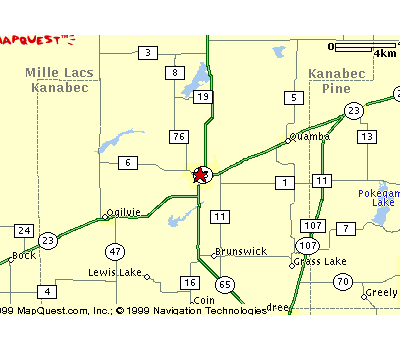 MAPQUEST™
0
4km
3
Mille Lacs
Kanabec
8
Kanabec
Pine
19
5
23
2
76
Quamba
13
6
1
11
Pokegama
Lake
Ogilvie
11
107
7
24
23
47
107
Bock
Brunswick
Grass Lake
Lewis Lake
16
65
70
4
Coin
Greely
dree
999 MapQuest.com, Inc.; © 1999 Navigation Technologies